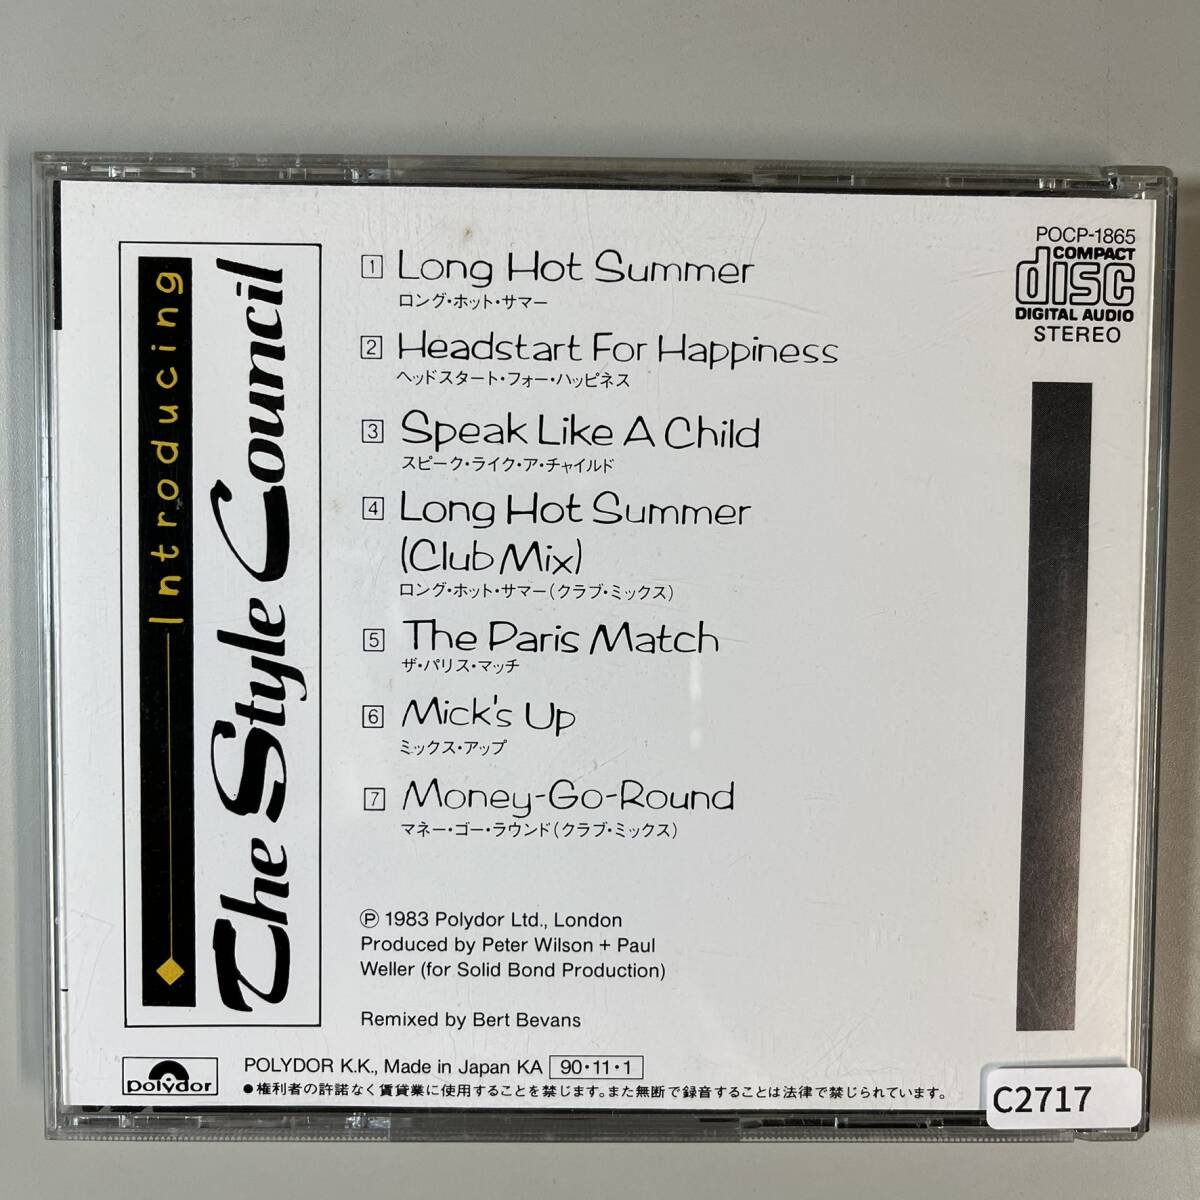 Introducing
The Style Council
1 Long Hot Summer
ロング・ホット・サマー
2 Headstart For Happiness
ヘッドスタート・フォー・ハッピネス
3 Speak Like A Child
スピーク・ライク・ア・チャイルド
4 Long Hot Summer
(Club Mix)
ロング・ホット・サマー(クラブ・ミックス)
5 The Paris Match
ザ・パリス・マッチ
6 Mick's Up
ミックス・アップ
7 Money-Go-Round
マネー・ゴー・ラウンド(クラブ・ミックス)
POCP-1865
COMPACT
disc
DIGITAL AUDIO
STEREO
Ⓟ 1983 Polydor Ltd., London
Produced by Peter Wilson + Paul
Weller (for Solid Bond Production)
Remixed by Bert Bevans
polydor
POLYDOR K.K., Made in Japan KA 90・11・1
●権利者の許諾なく賃貸業に使用することを禁じます。また無断で録音することは法律で禁じられています。
C2717